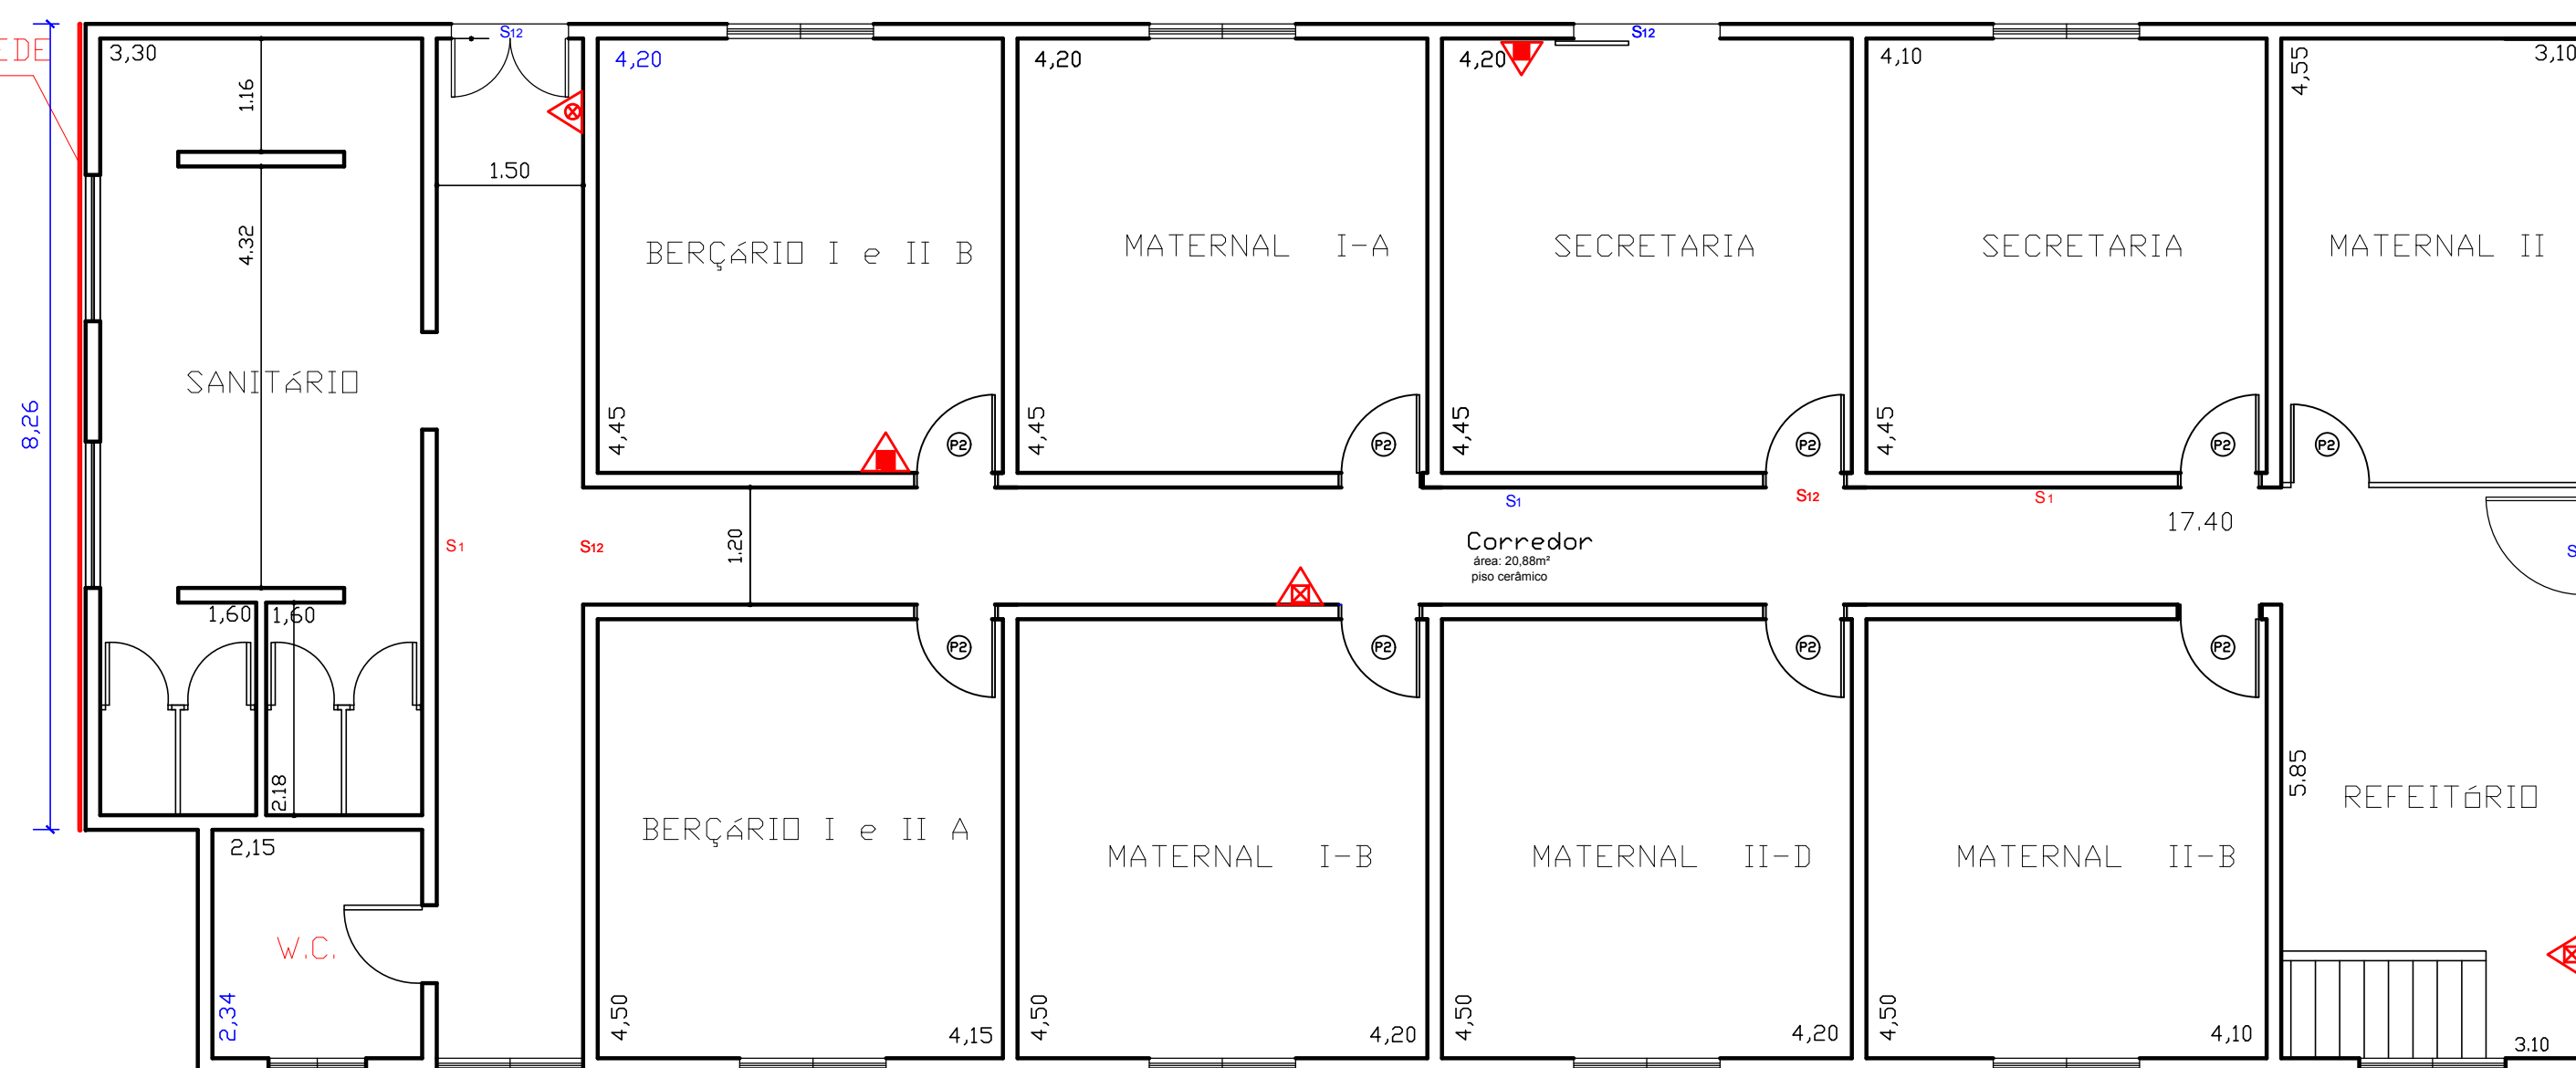 EDE
S12
S12
3,30
4,20
4,20
4,20
4,10
4,55
3,10
1.16
1.50
4.32
BERÇáRIO I e II B
MATERNAL I-A
SECRETARIA
SECRETARIA
MATERNAL II
SANITáRIO
8,26
4,45
4,45
4,45
4,45
P2
P2
P2
P2
P2
S1
S12
S1
17.40
S1
S12
1.20
Corredor
área: 20,88m²
piso cerâmico
S
1,60
1,60
P2
P2
P2
P2
2.18
5.85
REFEITóRIO
BERÇáRIO I e II A
MATERNAL I-B
MATERNAL II-D
MATERNAL II-B
2,15
W.C.
2,34
4,50
4,15
4,50
4,20
4,50
4,20
4,50
4,10
3.10